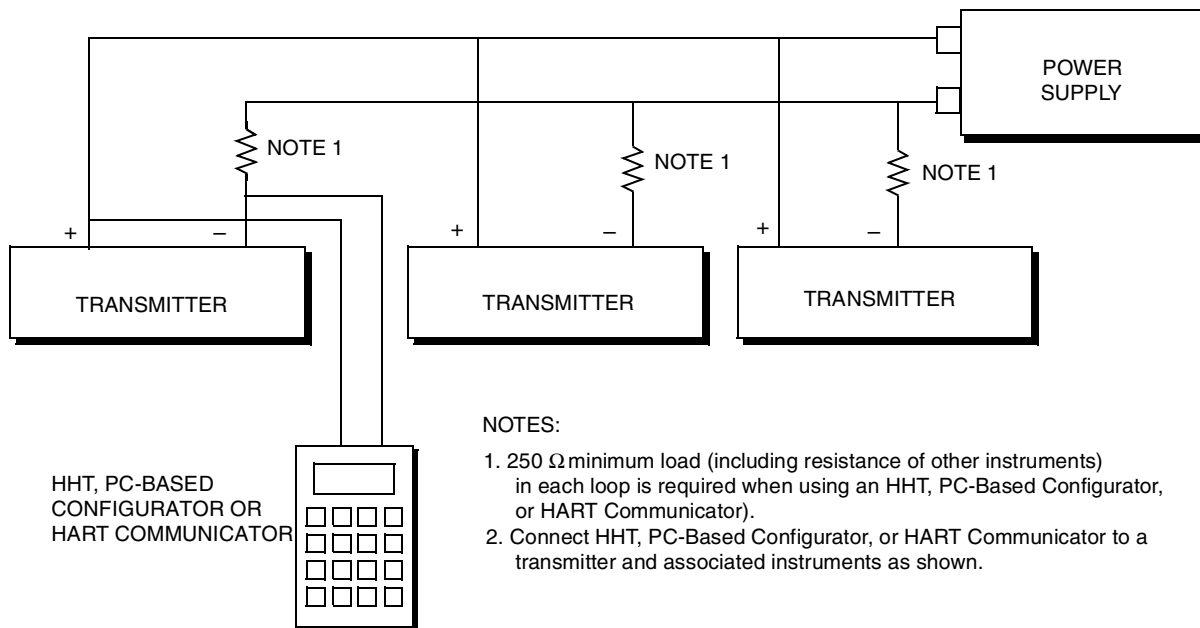 POWER
SUPPLY
NOTE 1
NOTE 1
NOTE 1
+
–
+
–
+
–
TRANSMITTER
TRANSMITTER
TRANSMITTER
HHT, PC-BASED
CONFIGURATOR OR
HART COMMUNICATOR
NOTES:
1. 250 Ω minimum load (including resistance of other instruments)
in each loop is required when using an HHT, PC-Based Configurator,
or HART Communicator).
2. Connect HHT, PC-Based Configurator, or HART Communicator to a
transmitter and associated instruments as shown.